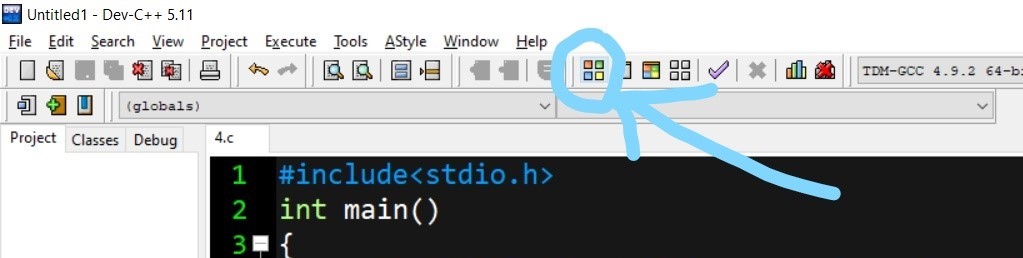 Untitled1 - Dev-C++ 5.11
File Edit Search View Project Execute Tools AStyle Window Help
TDM-GCC 4.9.2 64-bi
(globals)
Project Classes Debug
4.c
1 #include<stdio.h>
2 int main()
3 {